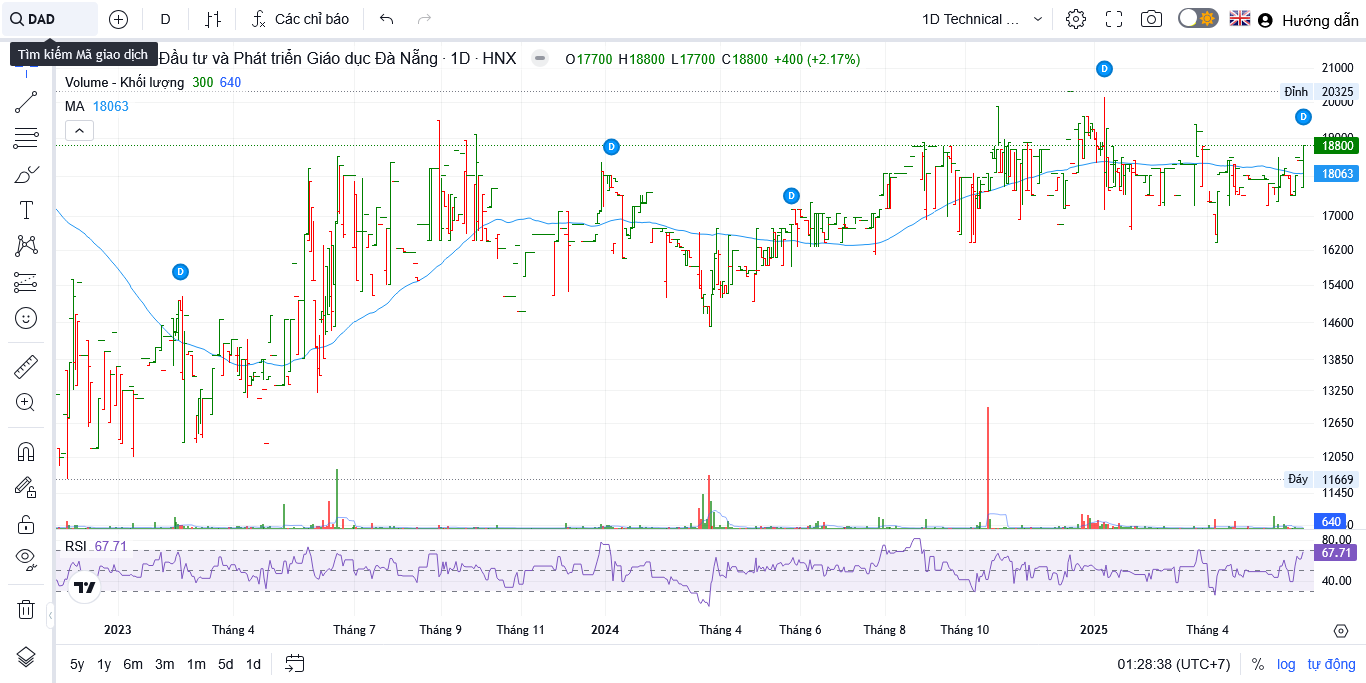 DAD
D
Các chỉ báo
1D Technical ...
Hướng dẫn
Tìm kiếm Mã giao dịch
Đầu tư và Phát triển Giáo dục Đà Nẵng · 1D · HNX
O17700 H18800 L17700 C18800 +400 (+2.17%)
Volume - Khối lượng 300 640
MA 18063
D
D
D
D
D
21000
Đỉnh 20325
20000
19000
18800
18063
17000
16200
15400
14600
13850
13250
12650
12050
Đáy 11669
11450
640
0
RSI 67.71
80.00
67.71
40.00
2023 Tháng 4 Tháng 7 Tháng 9 Tháng 11 2024 Tháng 4 Tháng 6 Tháng 8 Tháng 10 2025 Tháng 4
5y 1y 6m 3m 1m 5d 1d
01:28:38 (UTC+7) % log tự động